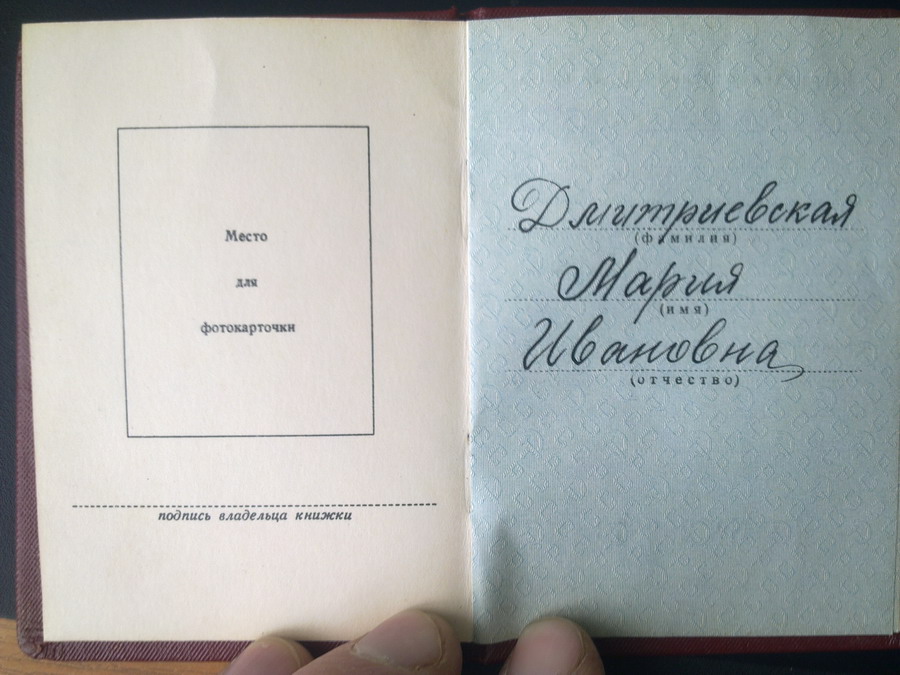 Место
для
фотокарточки
подпись владельца книжки
Дмитриевская
(фамилия)
Мария
(имя)
Ивановна
(отчество)